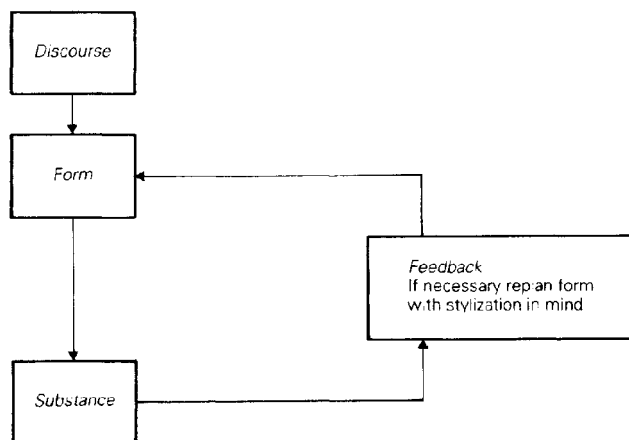 Discourse
Form
Feedback
If necessary replan form
with stylization in mind
Substance